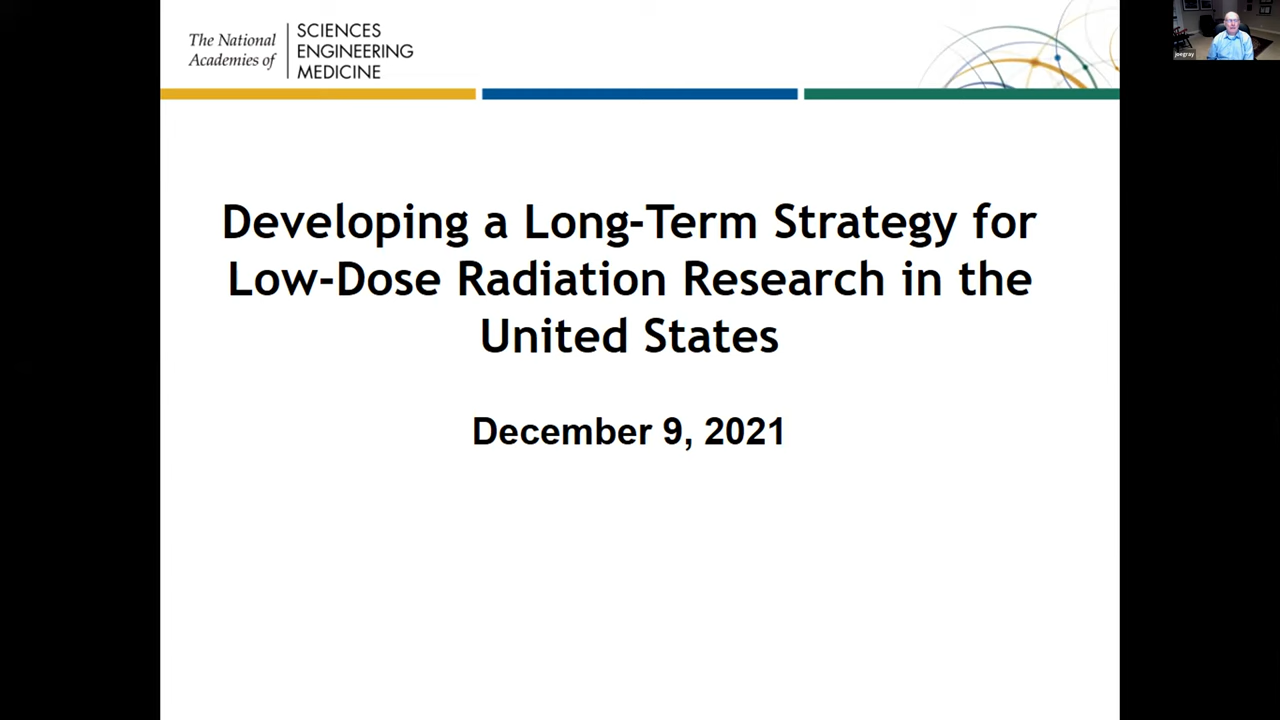 The National
Academies of
SCIENCES
ENGINEERING
MEDICINE
joegray
Developing a Long-Term Strategy for
Low-Dose Radiation Research in the
United States
December 9, 2021